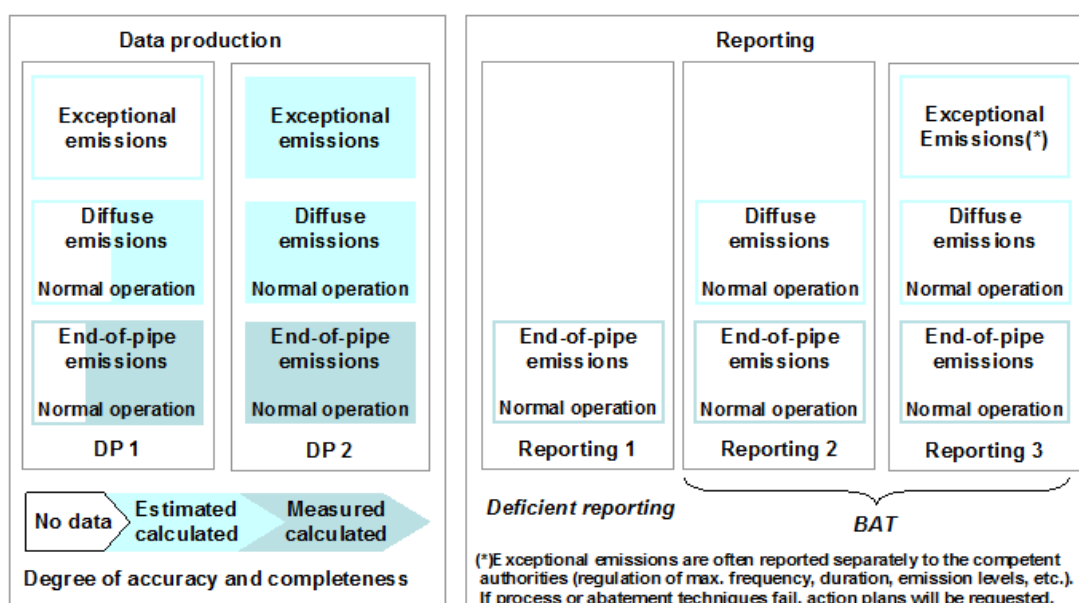 Data production
Exceptional
emissions
Diffuse
emissions
Normal operation
End-of-pipe
emissions
Normal operation
DP 1
Exceptional
emissions
Diffuse
emissions
Normal operation
End-of-pipe
emissions
Normal operation
DP 2
No data
Estimated
calculated
Measured
calculated
Degree of accuracy and completeness
Reporting
End-of-pipe
emissions
Normal operation
Reporting 1
Diffuse
emissions
Normal operation
End-of-pipe
emissions
Normal operation
Reporting 2
Exceptional
Emissions(*)
Diffuse
emissions
Normal operation
End-of-pipe
emissions
Normal operation
Reporting 3
Deficient reporting
BAT
(*)Exceptional emissions are often reported separately to the competent
authorities (regulation of max. frequency, duration, emission levels, etc.).
If process or abatement techniques fail, action plans will be requested.